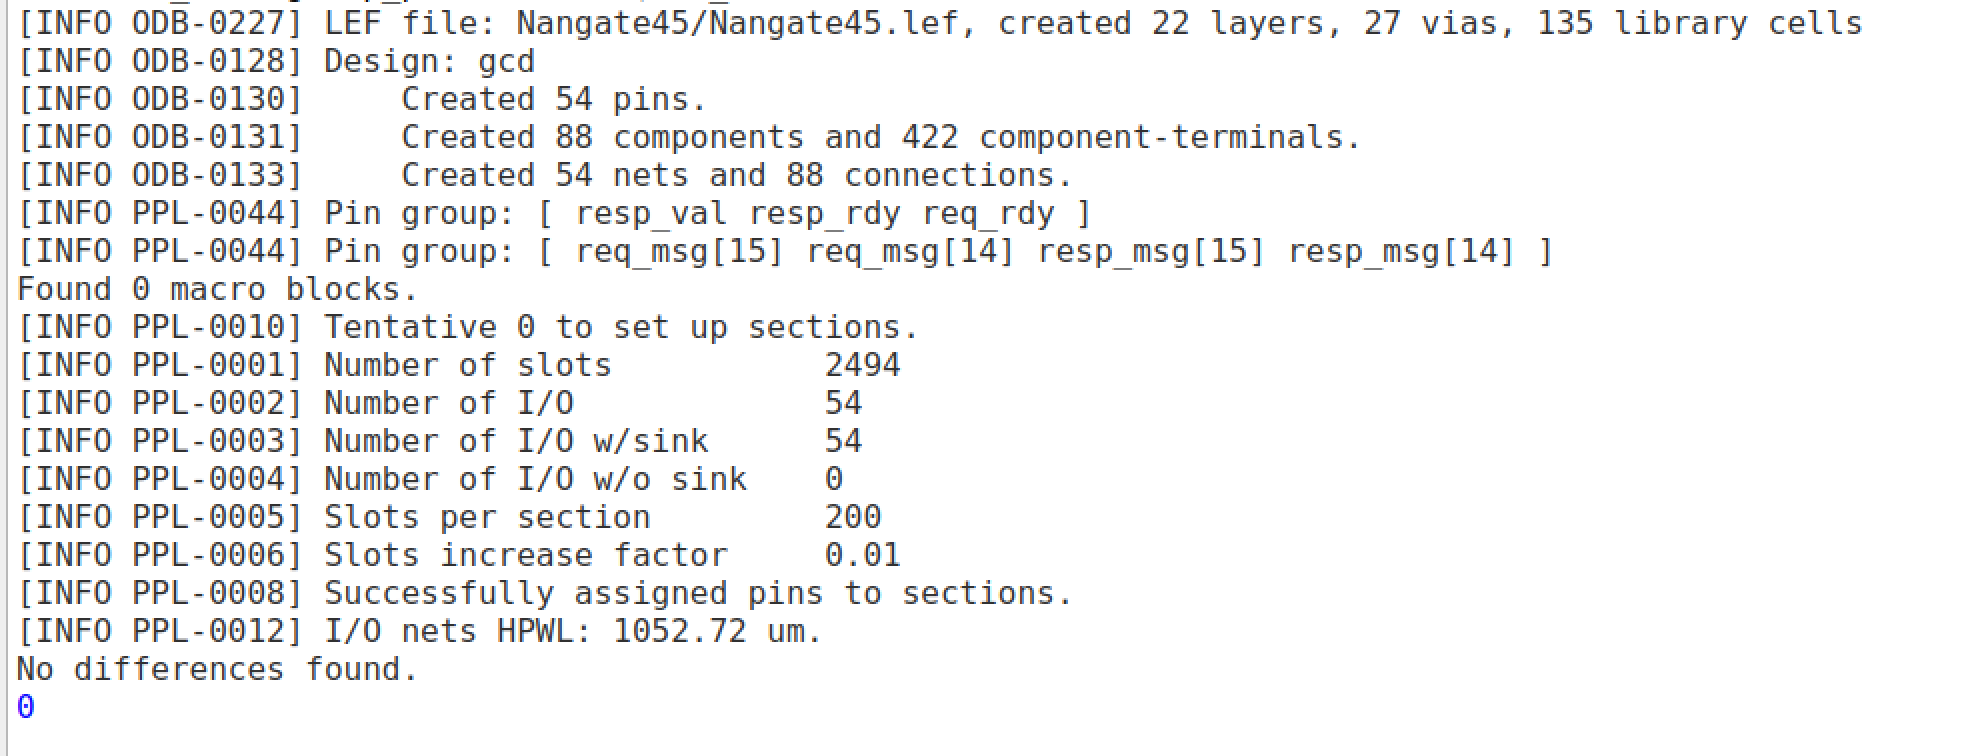 [INFO ODB-0227] LEF file: Nangate45/Nangate45.lef, created 22 layers, 27 vias, 135 library cells
[INFO ODB-0128] Design: gcd
[INFO ODB-0130]     Created 54 pins.
[INFO ODB-0131]     Created 88 components and 422 component-terminals.
[INFO ODB-0133]     Created 54 nets and 88 connections.
[INFO PPL-0044] Pin group: [ resp_val resp_rdy req_rdy ]
[INFO PPL-0044] Pin group: [ req_msg[15] req_msg[14] resp_msg[15] resp_msg[14] ]
Found 0 macro blocks.
[INFO PPL-0010] Tentative 0 to set up sections.
[INFO PPL-0001] Number of slots           2494
[INFO PPL-0002] Number of I/O             54
[INFO PPL-0003] Number of I/O w/sink      54
[INFO PPL-0004] Number of I/O w/o sink    0
[INFO PPL-0005] Slots per section         200
[INFO PPL-0006] Slots increase factor     0.01
[INFO PPL-0008] Successfully assigned pins to sections.
[INFO PPL-0012] I/O nets HPWL: 1052.72 um.
No differences found.
0